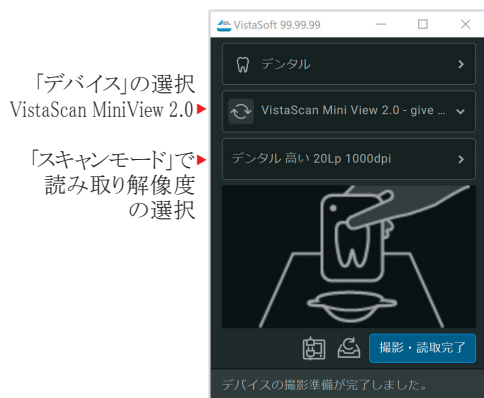 VistaSoft 99.99.99
デンタル
「デバイス」の選択
VistaScan MiniView 2.0
VistaScan Mini View 2.0 - give ...
「スキャンモード」で
読み取り解像度
の選択
デンタル 高い 20Lp 1000dpi
撮影・読取完了
デバイスの撮影準備が完了しました。